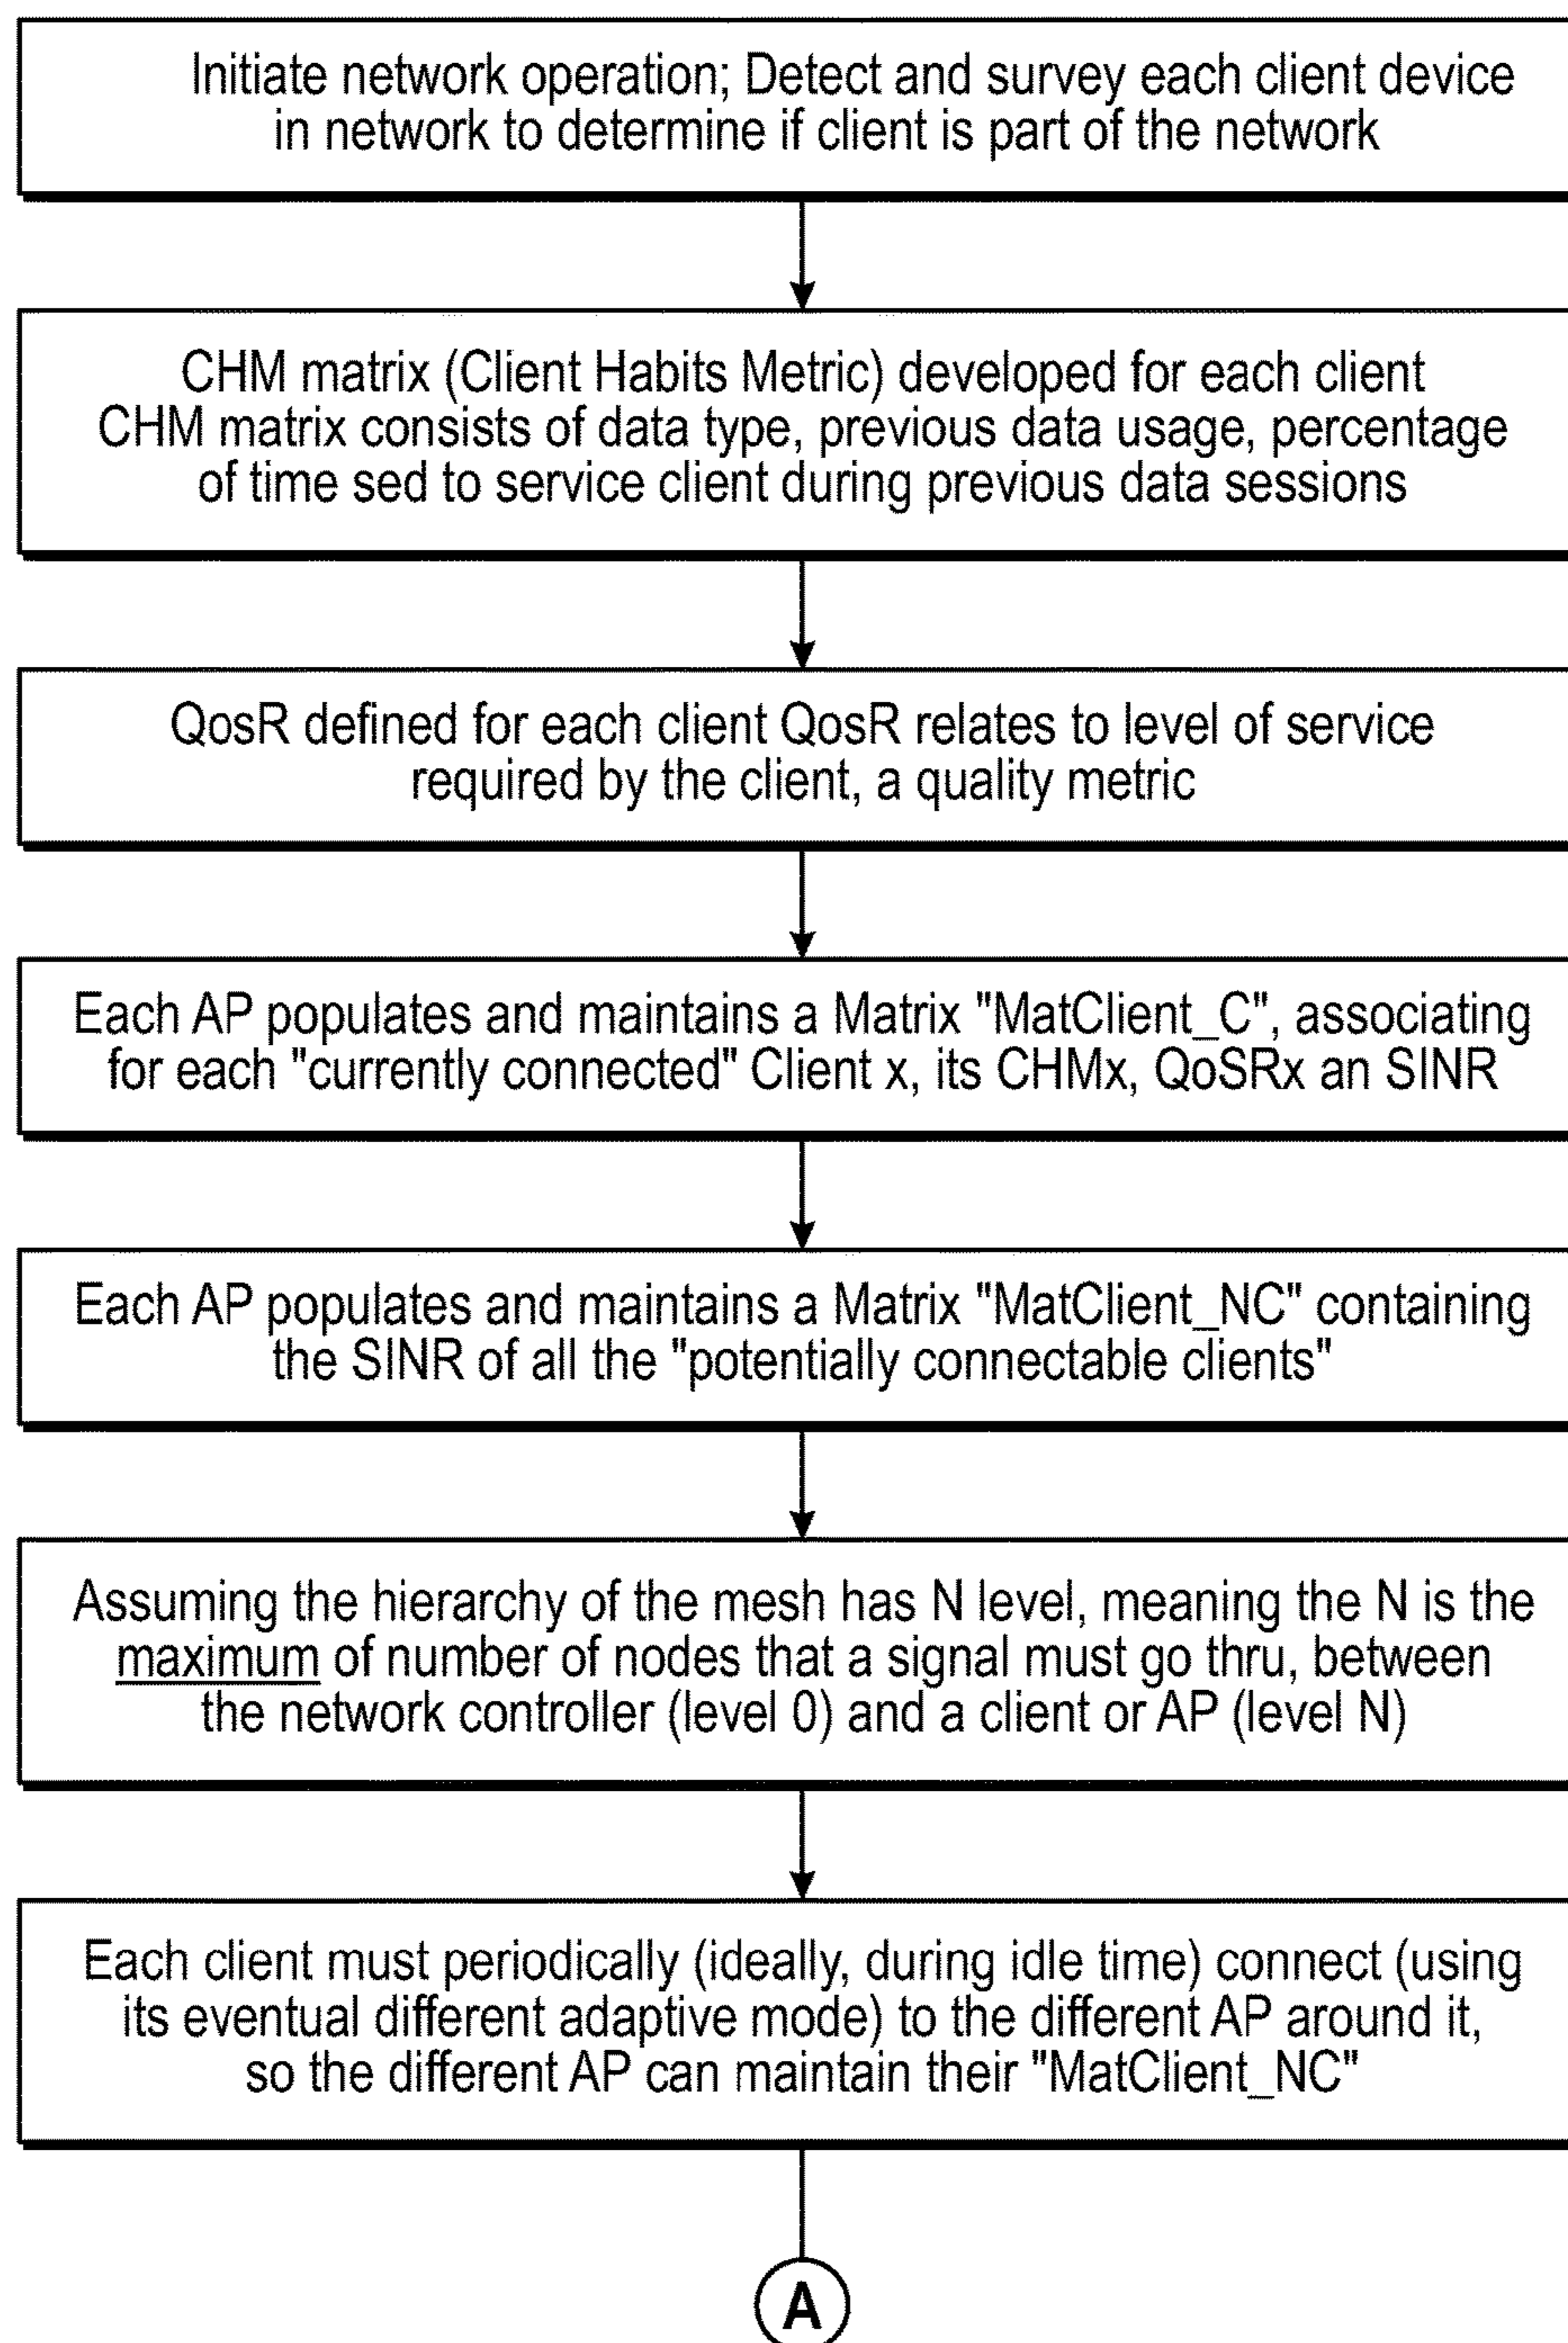 Initiate network operation; Detect and survey each client device
in network to determine if client is part of the network
CHM matrix (Client Habits Metric) developed for each client
CHM matrix consists of data type, previous data usage, percentage
of time sed to service client during previous data sessions
QosR defined for each client QosR relates to level of service
required by the client, a quality metric
Each AP populates and maintains a Matrix "MatClient_C", associating
for each "currently connected" Client x, its CHMx, QoSRx an SINR
Each AP populates and maintains a Matrix "MatClient_NC" containing
the SINR of all the "potentially connectable clients"
Assuming the hierarchy of the mesh has N level, meaning the N is the
maximum of number of nodes that a signal must go thru, between
the network controller (level 0) and a client or AP (level N)
Each client must periodically (ideally, during idle time) connect (using
its eventual different adaptive mode) to the different AP around it,
so the different AP can maintain their "MatClient_NC"
A